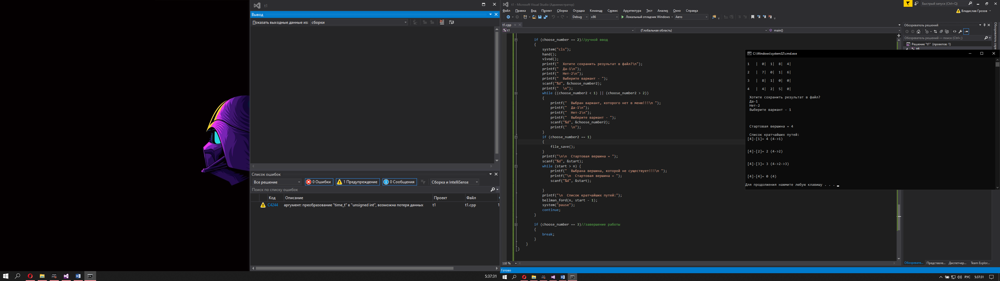 t1
Вывод
Показать выходные данные из: сборки
Список ошибок
Все решение 0 Ошибки 1 Предупреждение 0 Сообщения Сборка и IntelliSense
Поиск по списку ошибок
Код Описание Проект Файл
C4244 аргумент: преобразование "time_t" в "unsigned int", возможна потеря данных t1 t1.cpp 1
5:37:31
t1 - Microsoft Visual Studio (Администратор)
Быстрый запуск (Ctrl+Q)
Файл Правка Вид Проект Сборка Отладка Команда Сервис Архитектура Тест Анализ Окно Справка
Владислав Грозов
Debug x86 Локальный отладчик Windows Авто
t1.cpp
t1 (Глобальная область) main()
if (choose_number == 2)//ручной ввод
{
system("cls");
hand();
vivod();
printf("  Хотите сохранить результат в файл?\n");
printf("  Да-1\n");
printf("  Нет-2\n");
printf("  Выберите вариант - ");
scanf("%d", &choose_number2);
printf("  \n");
while ((choose_number2 < 1) || (choose_number2 > 2))
{
printf("  Выбран вариант, которого нет в меню!!!\n ");
printf("  Да-1\n");
printf("  Нет-2\n");
printf("  Выберите вариант - ");
scanf("%d", &choose_number2);
printf("  \n");
}
if (choose_number2 == 1)
{
file_save();
}
printf("\n\n  Стартовая вершина = ");
scanf("%d", &start);
while (start > n) {
printf("  Выбрана вершина, которой не существует!!!\n ");
printf("\n  Стартовая вершина = ");
scanf("%d", &start);
}
printf("\n  Список кратчайших путей:");
bellman_ford(n, start - 1);
system("pause");
continue;
}
if (choose_number == 3)//завершение работы
{
break;
}
}
}
110 %
Готово
Обозреватель решений
Обозреватель решений — поиск (Ctrl+;)
Решение "t1" (проектов: 1)
t1
C:\Windows\system32\cmd.exe
1 | 0| 1| 8| 4|
2 | 7| 0| 1| 6|
3 | 8| 1| 0| 0|
4 | 4| 2| 5| 0|
Хотите сохранить результат в файл?
Да-1
Нет-2
Выберите вариант - 1
Стартовая вершина = 4
Список кратчайших путей:
[4]-[1]= 4 (4->1)
[4]-[2]= 2 (4->2)
[4]-[3]= 3 (4->2->3)
[4]-[4]= 0 (4)
Для продолжения нажмите любую клавишу . . .
Обозревате... Представле... Диспетчер... Team Explor...
РУС 5:37:31